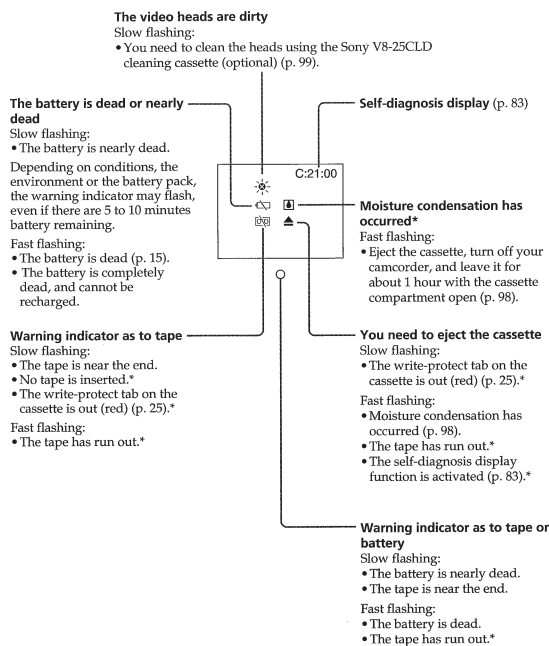 The video heads are dirty
Slow flashing:
• You need to clean the heads using the Sony V8-25CLD
cleaning cassette (optional) (p. 99).
The battery is dead or nearly
dead
Slow flashing:
• The battery is nearly dead.
Depending on conditions, the
environment or the battery pack,
the warning indicator may flash,
even if there are 5 to 10 minutes
battery remaining.
Fast flashing:
• The battery is dead (p. 15).
• The battery is completely
dead, and cannot be
recharged.
Warning indicator as to tape
Slow flashing:
• The tape is near the end.
• No tape is inserted.*
• The write-protect tab on the
cassette is out (red) (p. 25).*
Fast flashing:
• The tape has run out.*
C:21:00
Self-diagnosis display (p. 83)
Moisture condensation has
occurred*
Fast flashing:
• Eject the cassette, turn off your
camcorder, and leave it for
about 1 hour with the cassette
compartment open (p. 98).
You need to eject the cassette
Slow flashing:
• The write-protect tab on the
cassette is out (red) (p. 25).*
Fast flashing:
• Moisture condensation has
occurred (p. 98).
• The tape has run out.*
• The self-diagnosis display
function is activated (p. 83).*
Warning indicator as to tape or
battery
Slow flashing:
• The battery is nearly dead.
• The tape is near the end.
Fast flashing:
• The battery is dead.
• The tape has run out.*